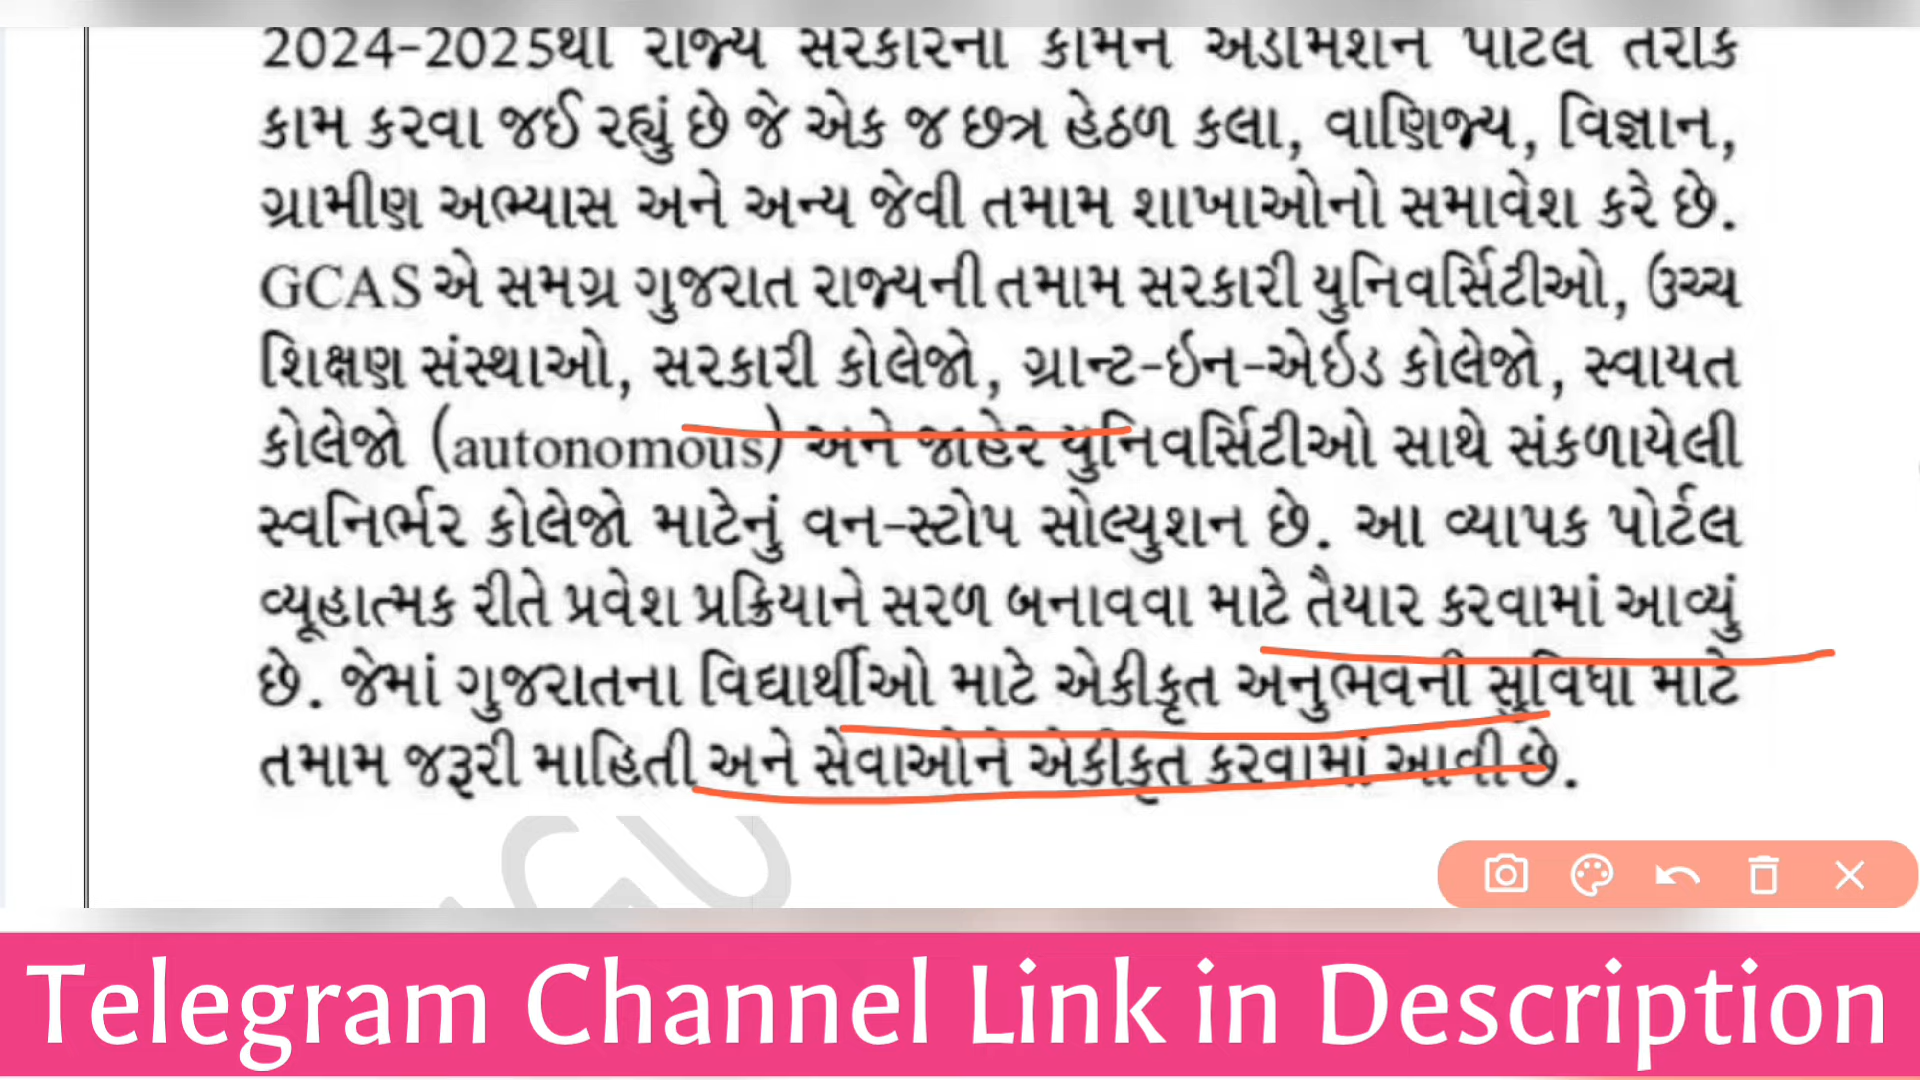 2024-2025થી રાજ્ય સરકારના કોમન એડમિશન પોર્ટલ તરીકે
કામ કરવા જઈ રહ્યું છે જે એક જ છત્ર હેઠળ કલા, વાણિજ્ય, વિજ્ઞાન,
ગ્રામીણ અભ્યાસ અને અન્ય જેવી તમામ શાખાઓનો સમાવેશ કરે છે.
GCAS એ સમગ્ર ગુજરાત રાજ્યની તમામ સરકારી યુનિવર્સિટીઓ, ઉચ્ચ
શિક્ષણ સંસ્થાઓ, સરકારી કોલેજો, ગ્રાન્ટ-ઇન-એઇડ કોલેજો, સ્વાયત
કોલેજો (autonomous) અને જાહેર યુનિવર્સિટીઓ સાથે સંકળાયેલી
સ્વનિર્ભર કોલેજો માટેનું વન-સ્ટોપ સોલ્યુશન છે. આ વ્યાપક પોર્ટલ
વ્યૂહાત્મક રીતે પ્રવેશ પ્રક્રિયાને સરળ બનાવવા માટે તૈયાર કરવામાં આવ્યું
છે. જેમાં ગુજરાતના વિદ્યાર્થીઓ માટે એકીકૃત અનુભવની સુવિધા માટે
તમામ જરૂરી માહિતી અને સેવાઓને એકીકૃત કરવામાં આવી છે.
Telegram Channel Link in Description